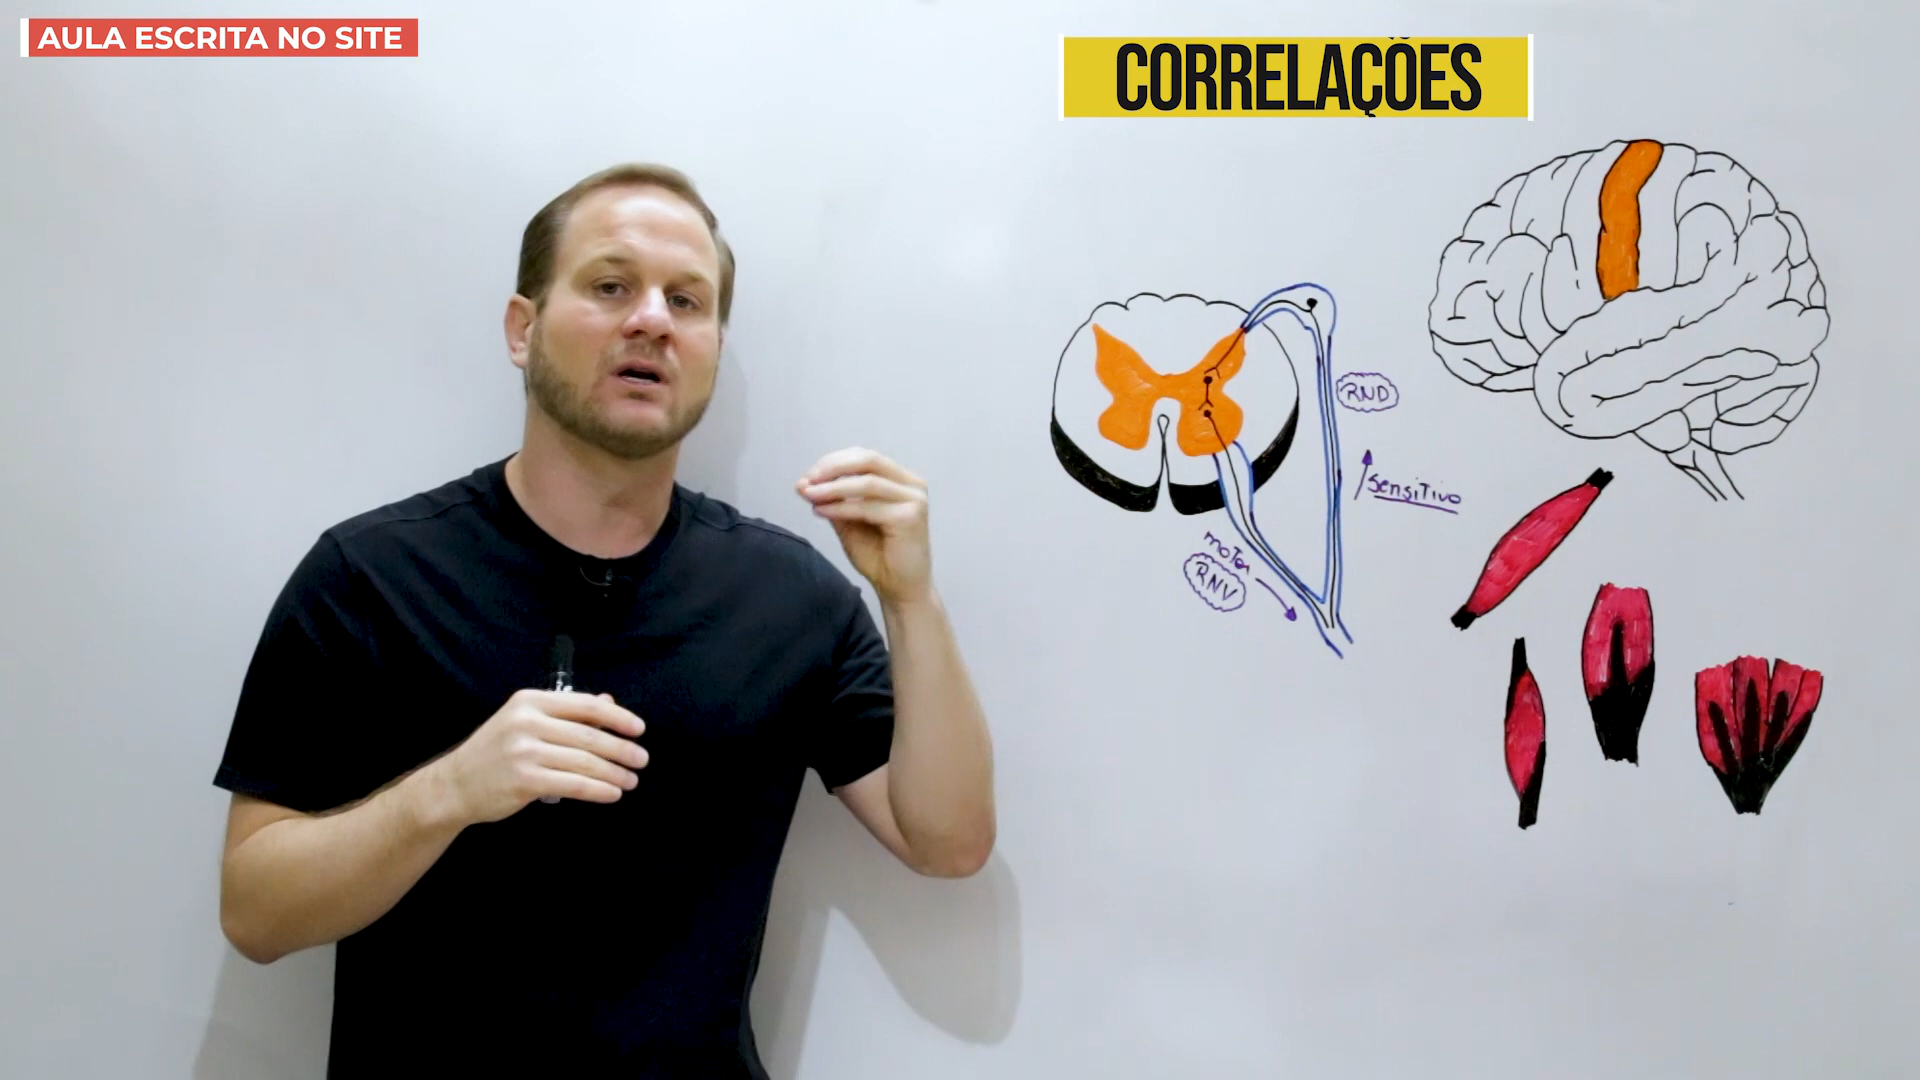 AULA ESCRITA NO SITE
CORRELAÇÕES
RND
sensitivo
motor
RNV